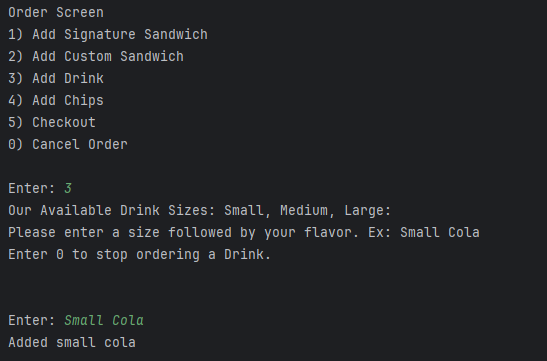 Order Screen
1) Add Signature Sandwich
2) Add Custom Sandwich
3) Add Drink
4) Add Chips
5) Checkout
0) Cancel Order
Enter: 3
Our Available Drink Sizes: Small, Medium, Large:
Please enter a size followed by your flavor. Ex: Small Cola
Enter 0 to stop ordering a Drink.
Enter: Small Cola
Added small cola